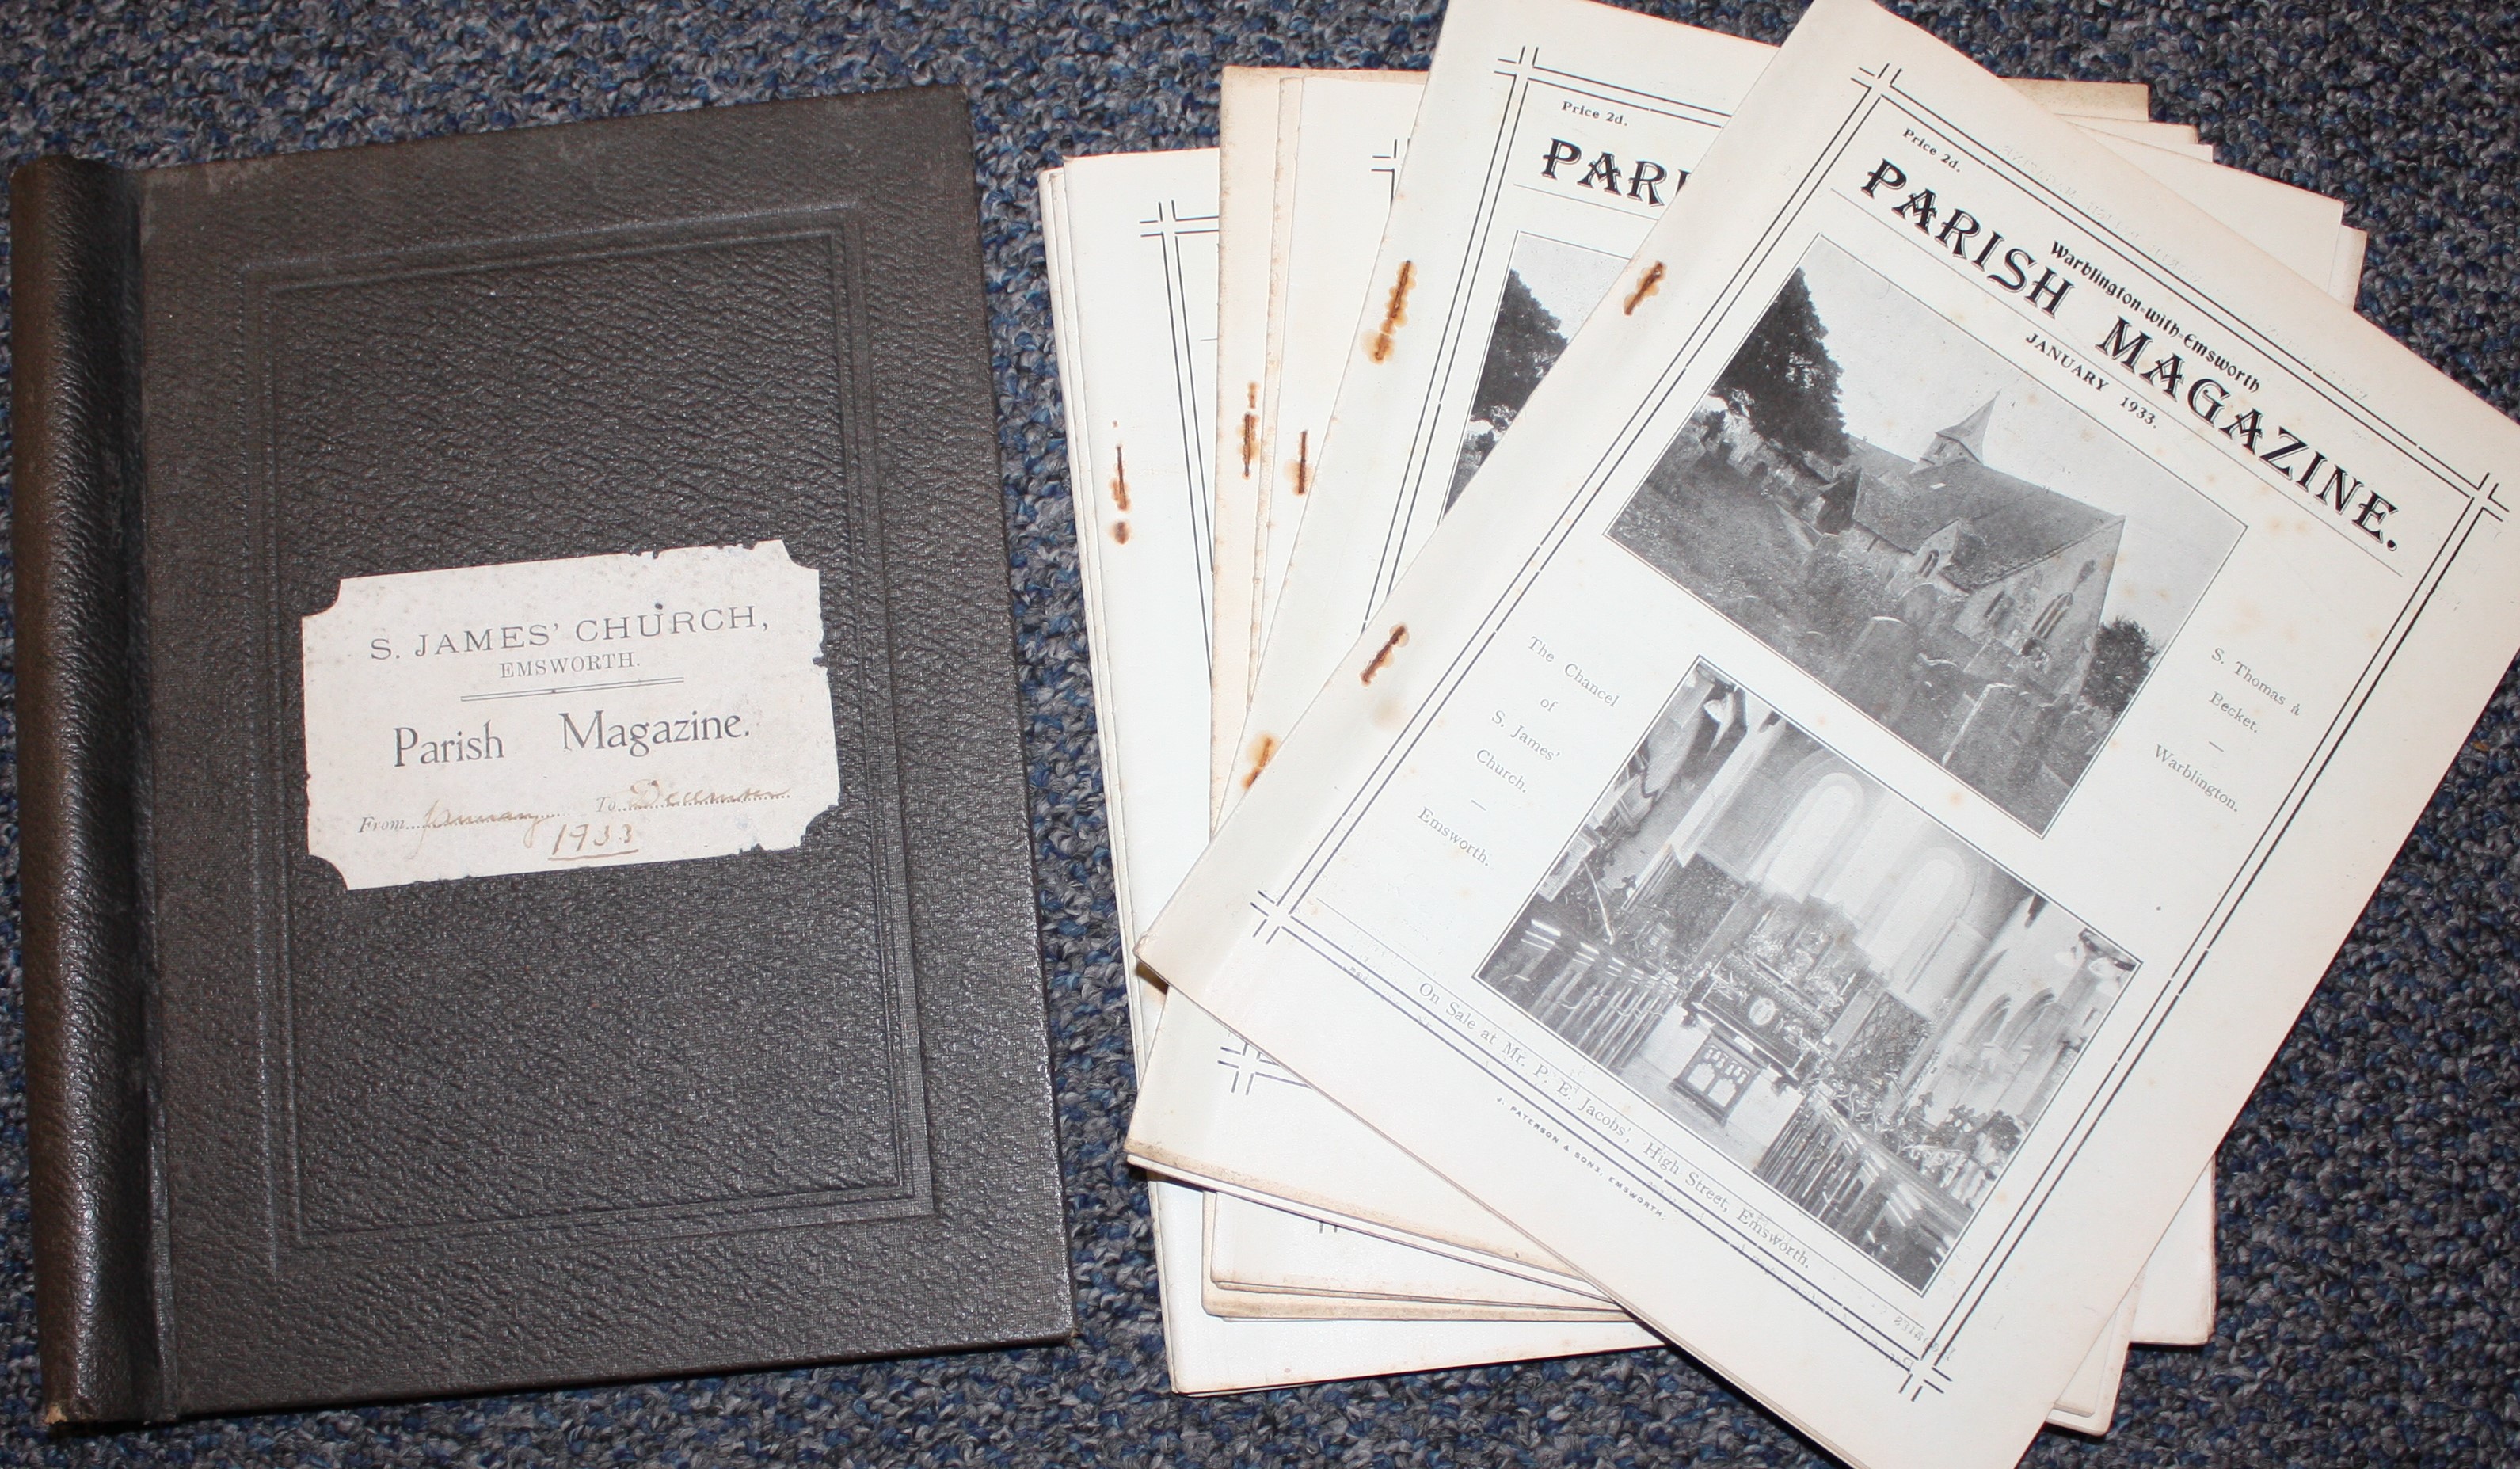 S. JAMES' CHURCH,
EMSWORTH.
Parish Magazine.
From....January.... To....December
1933
Price 2d.
PARI
Price 2d.
Warblington-with-Emsworth
PARISH MAGAZINE.
JANUARY 1933.
S. Thomas à
Becket.
—
Warblington.
The Chancel
of
S. James'
Church.
—
Emsworth.
On Sale at Mr. P. E. Jacobs', High Street, Emsworth.
J. PATERSON & SONS, EMSWORTH.